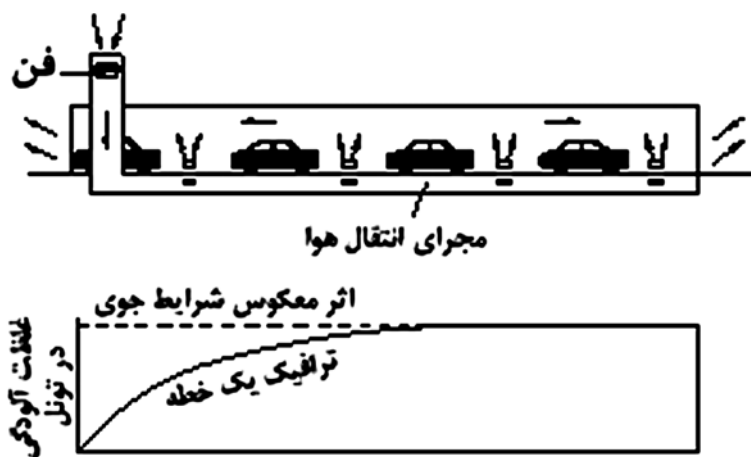 فن
مجرای انتقال هوا
اثر معکوس شرایط جوی
ترافیک یک خطه
غلظت آلودگی
در تونل